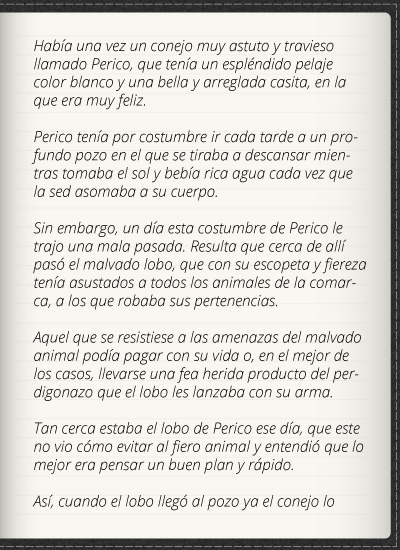 Había una vez un conejo muy astuto y travieso
llamado Perico, que tenía un espléndido pelaje
color blanco y una bella y arreglada casita, en la
que era muy feliz.
Perico tenía por costumbre ir cada tarde a un pro-
fundo pozo en el que se tiraba a descansar mien-
tras tomaba el sol y bebía rica agua cada vez que
la sed asomaba a su cuerpo.
Sin embargo, un día esta costumbre de Perico le
trajo una mala pasada. Resulta que cerca de allí
pasó el malvado lobo, que con su escopeta y fiereza
tenía asustados a todos los animales de la comar-
ca, a los que robaba sus pertenencias.
Aquel que se resistiese a las amenazas del malvado
animal podía pagar con su vida o, en el mejor de
los casos, llevarse una fea herida producto del per-
digonazo que el lobo les lanzaba con su arma.
Tan cerca estaba el lobo de Perico ese día, que este
no vio cómo evitar al fiero animal y entendió que lo
mejor era pensar un buen plan y rápido.
Así, cuando el lobo llegó al pozo ya el conejo lo